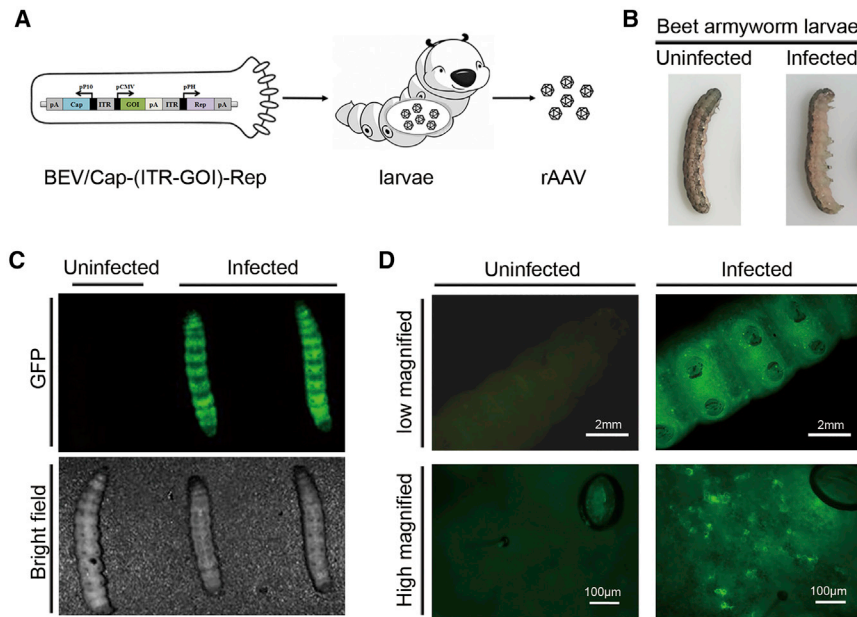 A
pP10 pCMV pPH
pA Cap ITR GOI pA ITR Rep pA
BEV/Cap-(ITR-GOI)-Rep
larvae
rAAV
B
Beet armyworm larvae
Uninfected Infected
C
Uninfected Infected
GFP
Bright field
D
Uninfected Infected
low magnified
2mm 2mm
High magnified
100μm 100μm